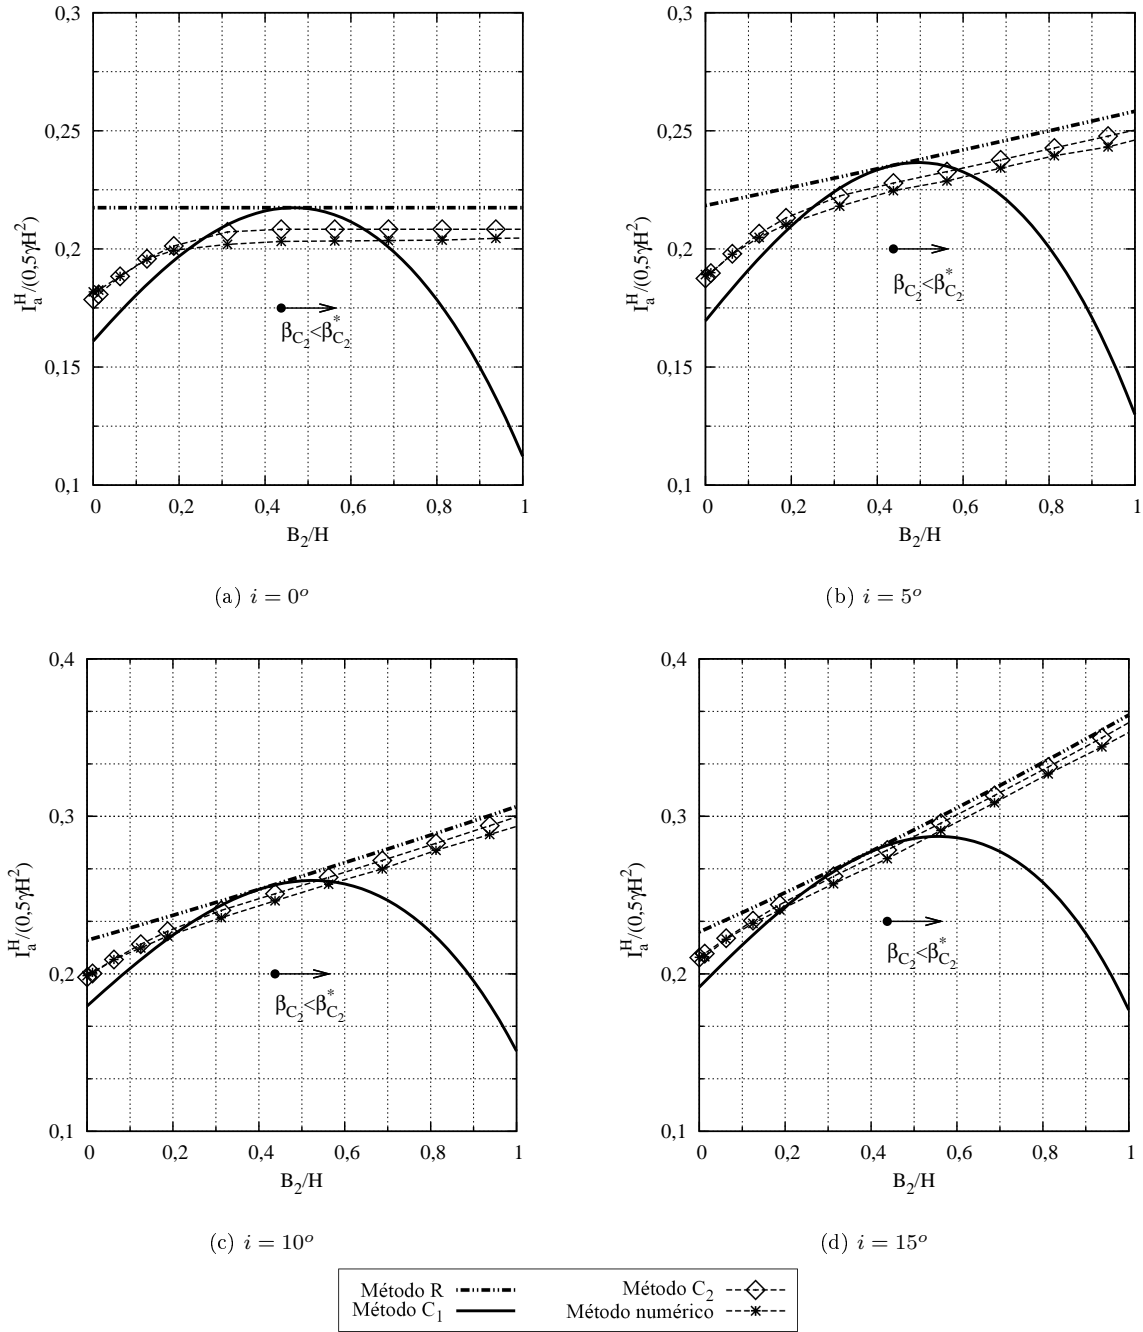 0,3
0,25
0,2
0,15
0,1
I_a^H/(0,5γH^2)
β_C2<β*_C2
0 0,2 0,4 0,6 0,8 1
B_2/H
(a) i = 0^o
0,3
0,25
0,2
0,15
0,1
I_a^H/(0,5γH^2)
β_C2<β*_C2
0 0,2 0,4 0,6 0,8 1
B_2/H
(b) i = 5^o
0,4
0,3
0,2
0,1
I_a^H/(0,5γH^2)
β_C2<β*_C2
0 0,2 0,4 0,6 0,8 1
B_2/H
(c) i = 10^o
0,4
0,3
0,2
0,1
I_a^H/(0,5γH^2)
β_C2<β*_C2
0 0,2 0,4 0,6 0,8 1
B_2/H
(d) i = 15^o
Método R
Método C_1
Método C_2
Método numérico